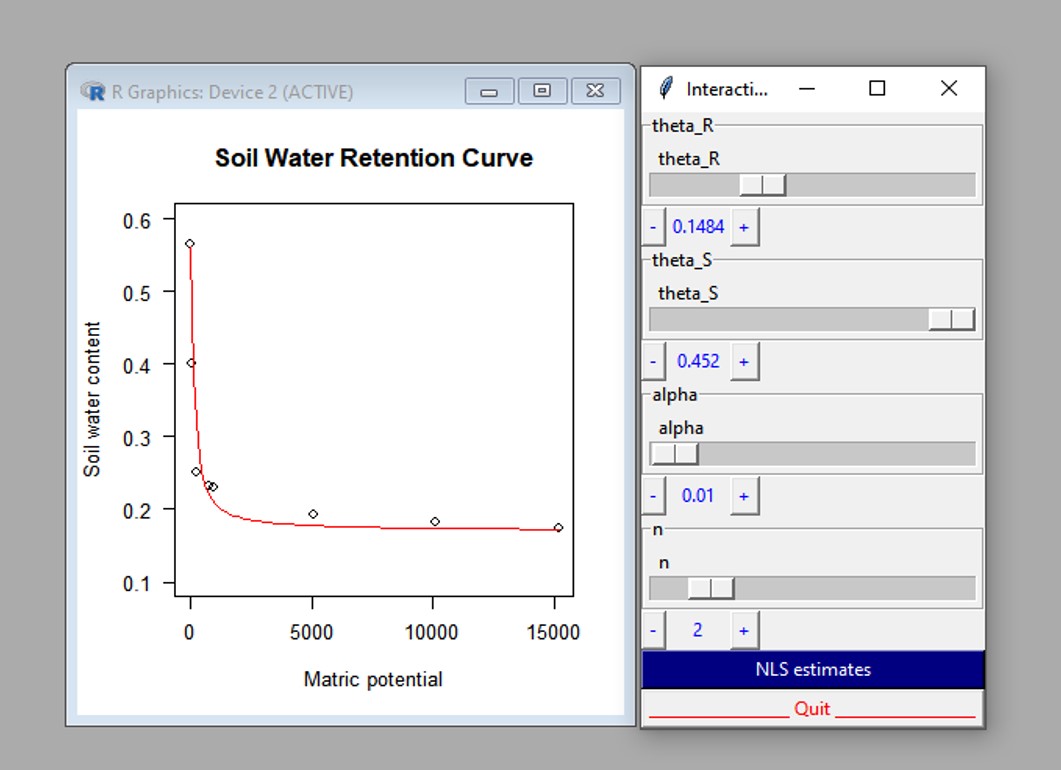 R Graphics: Device 2 (ACTIVE)
Soil Water Retention Curve
0.6
0.5
0.4
0.3
0.2
0.1
Soil water content
0 5000 10000 15000
Matric potential
Interacti...
theta_R
theta_R
- 0.1484 +
theta_S
theta_S
- 0.452 +
alpha
alpha
- 0.01 +
n
n
- 2 +
NLS estimates
Quit